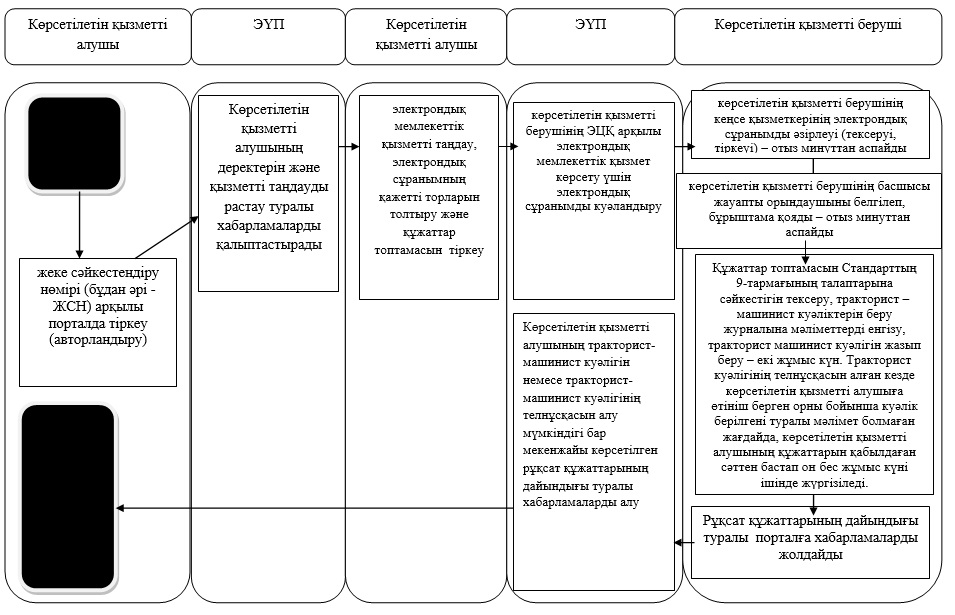 Көрсетілетін қызметті
алушы
ЭҮП
Көрсетілетін
қызметті алушы
ЭҮП
Көрсетілетін қызметті беруші
жеке сәйкестендіру
нөмірі (бұдан әрі -
ЖСН) арқылы
порталда тіркеу
(авторландыру)
Көрсетілетін
қызметті
алушының
деректерін және
қызметті таңдауды
растау туралы
хабарламаларды
қалыптастырады
электрондық
мемлекеттік
қызметті таңдау,
электрондық
сұранымның
қажетті торларын
толтыру және
құжаттар
топтамасын тіркеу
көрсетілетін қызметті
берушінің ЭЦҚ арқылы
электрондық
мемлекеттік қызмет
көрсету үшін
электрондық
сұранымды куәландыру
көрсетілетін қызметті берушінің
кеңсе қызметкерінің электрондық
сұранымды әзірлеуі (тексеруі,
тіркеуі) – отыз минуттан аспайды
көрсетілетін қызметті берушінің басшысы
жауапты орындаушыны белгілеп,
бұрыштама қояды – отыз минуттан
аспайды
Құжаттар топтамасын Стандарттың
9-тармағының талаптарына
сәйкестігін тексеру, тракторист –
машинист куәліктерін беру
журналына мәліметтерді енгізу,
тракторист машинист куәлігін жазып
беру – екі жұмыс күн. Тракторист
куәлігінің телнұсқасын алған кезде
көрсетілетін қызметті алушыға
өтініш берген орны бойынша куәлік
берілгені туралы мәлімет болмаған
жағдайда, көрсетілетін қызметті
алушының құжаттарын қабылдаған
сәттен бастап он бес жұмыс күні
ішінде жүргізіледі.
Рұқсат құжаттарының дайындығы
туралы порталға хабарламаларды
жолдайды
Көрсетілетін қызметті
алушының тракторист-
машинист куәлігін
немесе тракторист-
машинист куәлігінің
телнұсқасын алу
мүмкіндігі бар
мекенжайы көрсетілген
рұқсат құжаттарының
дайындығы туралы
хабарламаларды алу